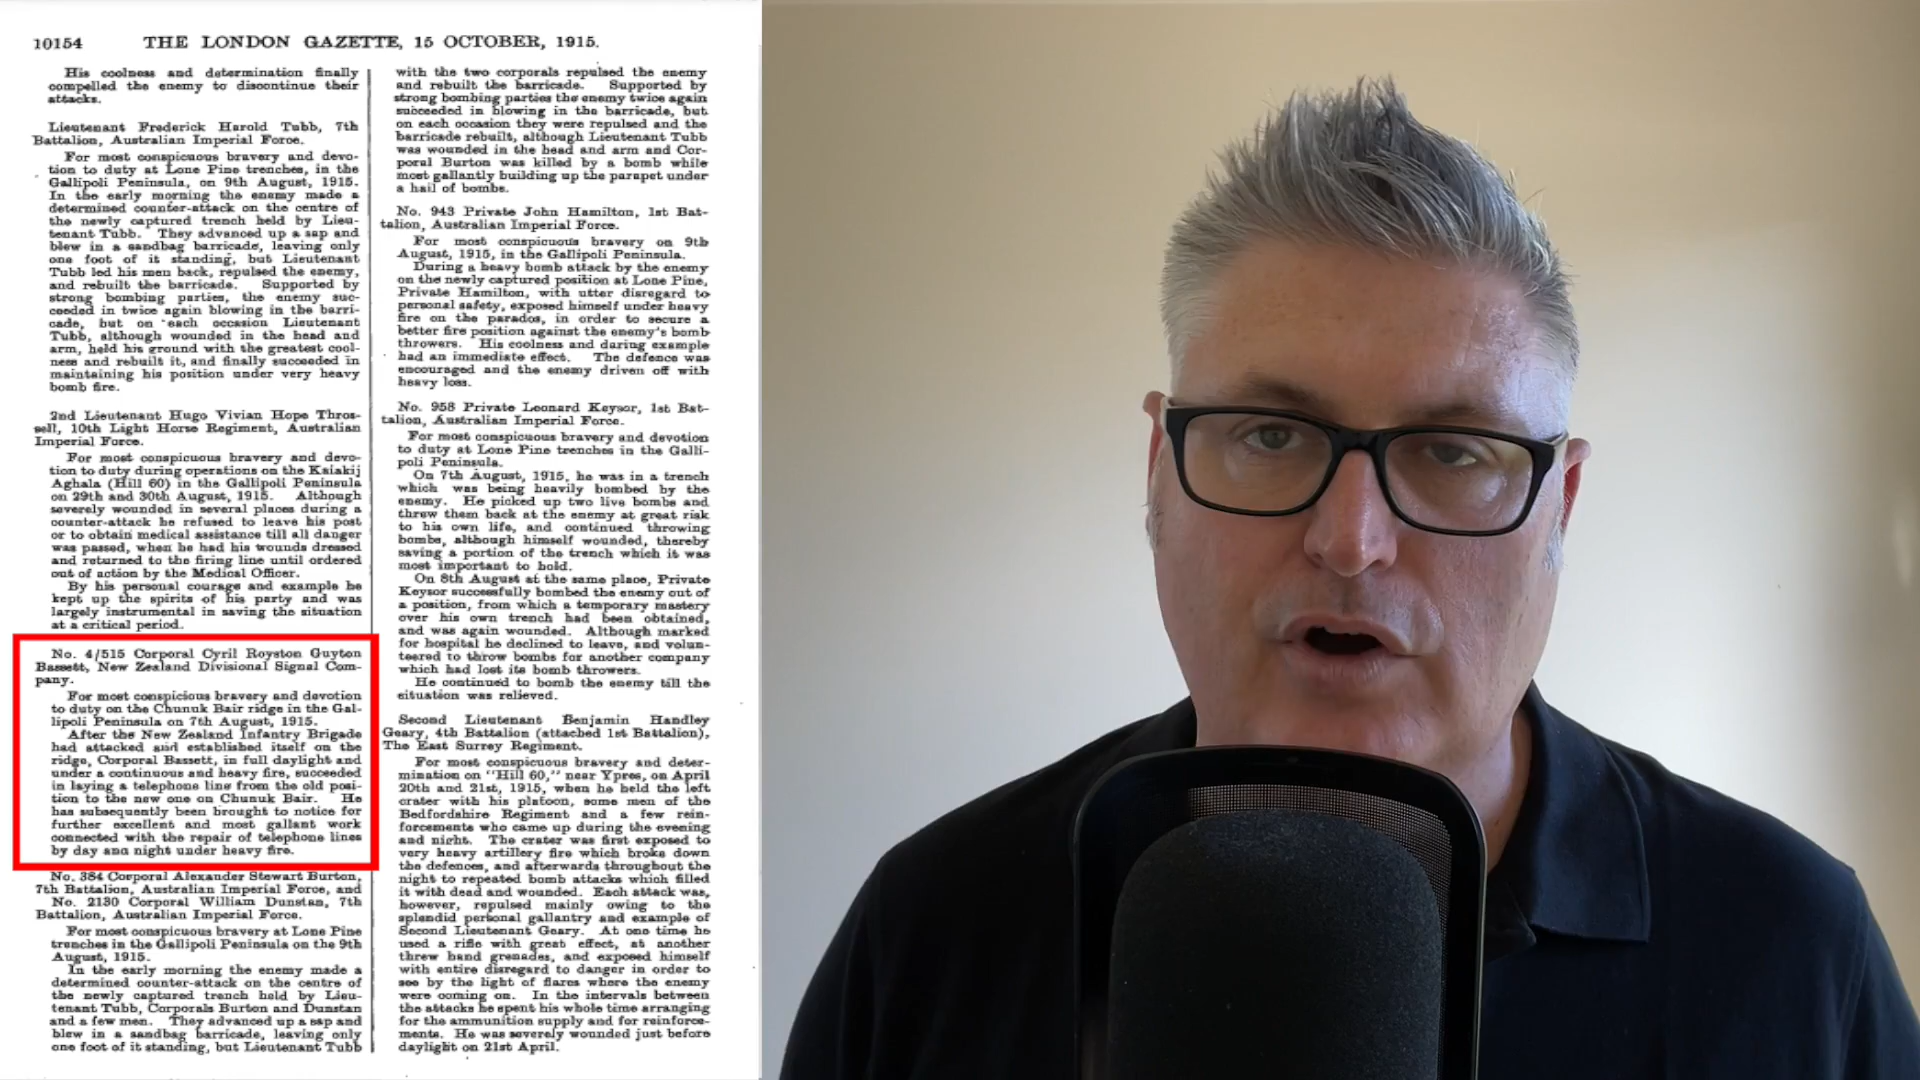 10154 THE LONDON GAZETTE, 15 OCTOBER, 1915.
His coolness and determination finally
compelled the enemy to discontinue their
attacks.
Lieutenant Frederick Harold Tubb, 7th
Battalion, Australian Imperial Force.
For most conspicuous bravery and devo-
tion to duty at Lone Pine trenches, in the
Gallipoli Peninsula, on 9th August, 1915.
In the early morning the enemy made a
determined counter-attack on the centre of
the newly captured trench held by Lieu-
tenant Tubb. They advanced up a sap and
blew in a sandbag barricade, leaving only
one foot of it standing, but Lieutenant
Tubb led his men back, repulsed the enemy,
and rebuilt the barricade. Supported by
strong bombing parties, the enemy suc-
ceeded in twice again blowing in the barri-
cade, but on each occasion Lieutenant
Tubb, although wounded in the head and
arm, held his ground with the greatest cool-
ness and rebuilt it, and finally succeeded in
maintaining his position under very heavy
bomb fire.
2nd Lieutenant Hugo Vivian Hope Thros-
sell, 10th Light Horse Regiment, Australian
Imperial Force.
For most conspicuous bravery and devo-
tion to duty during operations on the Kaiakij
Aghala (Hill 60) in the Gallipoli Peninsula
on 29th and 30th August, 1915. Although
severely wounded in several places during a
counter-attack he refused to leave his post
or to obtain medical assistance till all danger
was passed, when he had his wounds dressed
and returned to the firing line until ordered
out of action by the Medical Officer.
By his personal courage and example he
kept up the spirits of his party and was
largely instrumental in saving the situation
at a critical period.
No. 4/515 Corporal Cyril Royston Guyton
Bassett, New Zealand Divisional Signal Com-
pany.
For most conspicious bravery and devotion
to duty on the Chunuk Bair ridge in the Gal-
lipoli Peninsula on 7th August, 1915.
After the New Zealand Infantry Brigade
had attacked and established itself on the
ridge, Corporal Bassett, in full daylight and
under a continuous and heavy fire, succeeded
in laying a telephone line from the old posi-
tion to the new one on Chunuk Bair. He
has subsequently been brought to notice for
further excellent and most gallant work
connected with the repair of telephone lines
by day and night under heavy fire.
No. 384 Corporal Alexander Stewart Burton,
7th Battalion, Australian Imperial Force, and
No. 2130 Corporal William Dunstan, 7th
Battalion, Australian Imperial Force.
For most conspicuous bravery at Lone Pine
trenches in the Gallipoli Peninsula on the 9th
August, 1915.
In the early morning the enemy made a
determined counter-attack on the centre of
the newly captured trench held by Lieu-
tenant Tubb, Corporals Burton and Dunstan
and a few men. They advanced up a sap and
blew in a sandbag barricade, leaving only
one foot of it standing, but Lieutenant Tubb
with the two corporals repulsed the enemy
and rebuilt the barricade. Supported by
strong bombing parties the enemy twice again
succeeded in blowing in the barricade, but
on each occasion they were repulsed and the
barricade rebuilt, although Lieutenant Tubb
was wounded in the head and arm and Cor-
poral Burton was killed by a bomb while
most gallantly building up the parapet under
a hail of bombs.
No. 943 Private John Hamilton, 1st Bat-
talion, Australian Imperial Force.
For most conspicuous bravery on 9th
August, 1915, in the Gallipoli Peninsula.
During a heavy bomb attack by the enemy
on the newly captured position at Lone Pine,
Private Hamilton, with utter disregard to
personal safety, exposed himself under heavy
fire on the parados, in order to secure a
better fire position against the enemy's bomb
throwers. His coolness and daring example
had an immediate effect. The defence was
encouraged and the enemy driven off with
heavy loss.
No. 958 Private Leonard Keysor, 1st Bat-
talion, Australian Imperial Force.
For most conspicuous bravery and devotion
to duty at Lone Pine trenches in the Galli-
poli Peninsula.
On 7th August, 1915, he was in a trench
which was being heavily bombed by the
enemy. He picked up two live bombs and
threw them back at the enemy at great risk
to his own life, and continued throwing
bombs, although himself wounded, thereby
saving a portion of the trench which it was
most important to hold.
On 8th August at the same place, Private
Keysor successfully bombed the enemy out of
a position, from which a temporary mastery
over his own trench had been obtained,
and was again wounded. Although marked
for hospital he declined to leave, and volun-
teered to throw bombs for another company
which had lost its bomb throwers.
He continued to bomb the enemy till the
situation was relieved.
Second Lieutenant Benjamin Handley
Geary, 4th Battalion (attached 1st Battalion),
The East Surrey Regiment.
For most conspicuous bravery and deter-
mination on "Hill 60," near Ypres, on April
20th and 21st, 1915, when he held the left
crater with his platoon, some men of the
Bedfordshire Regiment and a few rein-
forcements who came up during the evening
and night. The crater was first exposed to
very heavy artillery fire which broke down
the defences, and afterwards throughout the
night to repeated bomb attacks which filled
it with dead and wounded. Each attack was,
however, repulsed mainly owing to the
splendid personal gallantry and example of
Second Lieutenant Geary. At one time he
used a rifle with great effect, at another
threw hand grenades, and exposed himself
with entire disregard to danger in order to
see by the light of flares where the enemy
were coming on. In the intervals between
the attacks he spent his whole time arranging
for the ammunition supply and for reinforce-
ments. He was severely wounded just before
daylight on 21st April.